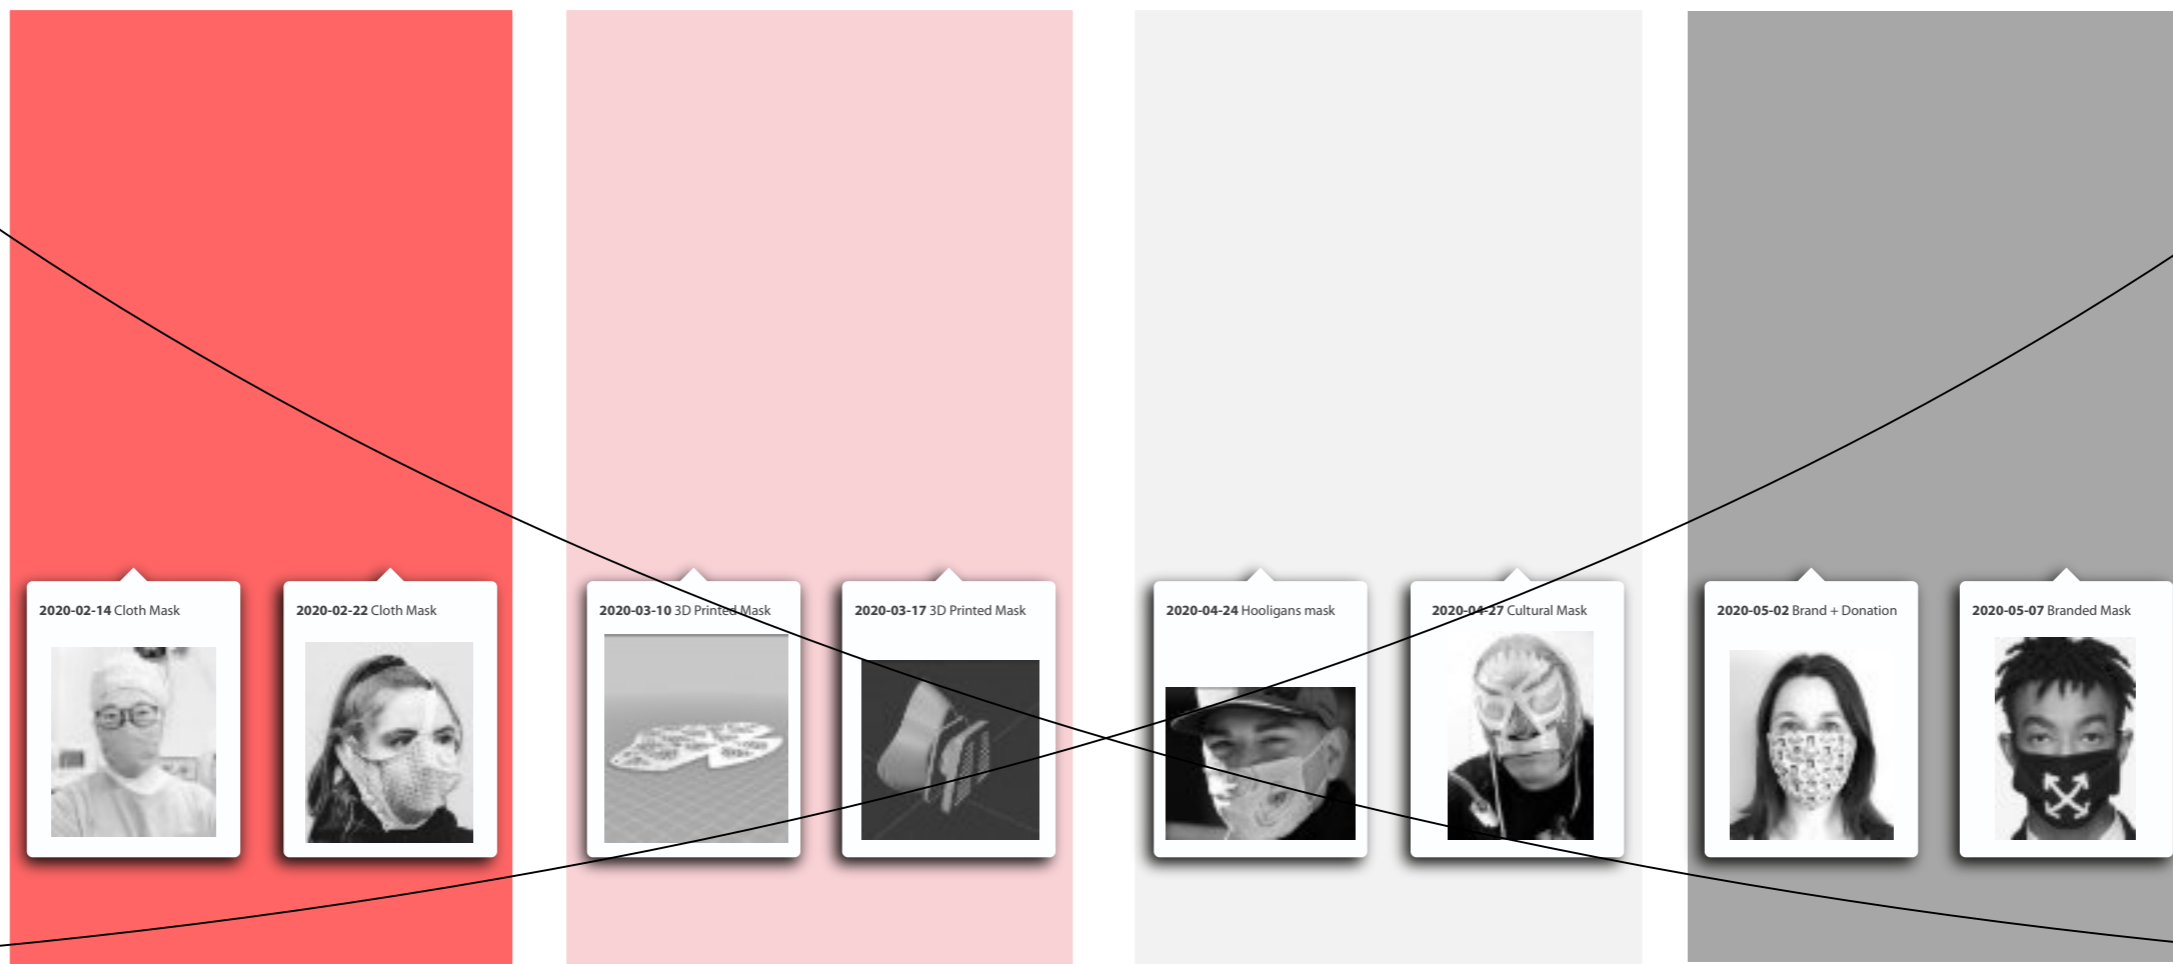 2020-02-14 Cloth Mask
2020-02-22 Cloth Mask
2020-03-10 3D Printed Mask
2020-03-17 3D Printed Mask
2020-04-24 Hooligans mask
2020-04-27 Cultural Mask
2020-05-02 Brand + Donation
2020-05-07 Branded Mask